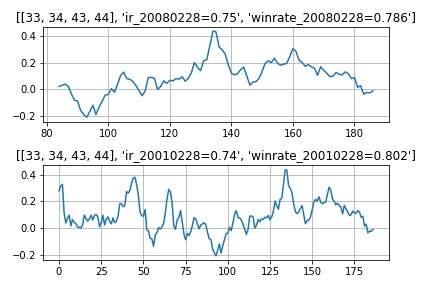 [[33, 34, 43, 44], 'ir_20080228=0.75', 'winrate_20080228=0.786']
0.4
0.2
0.0
−0.2
80 100 120 140 160 180
[[33, 34, 43, 44], 'ir_20010228=0.74', 'winrate_20010228=0.802']
0.4
0.2
0.0
−0.2
0 25 50 75 100 125 150 175